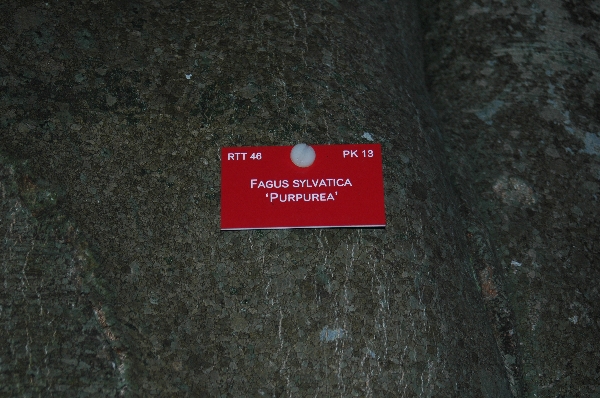 RTT 46 PK 13
FAGUS SYLVATICA
‘PURPUREA’